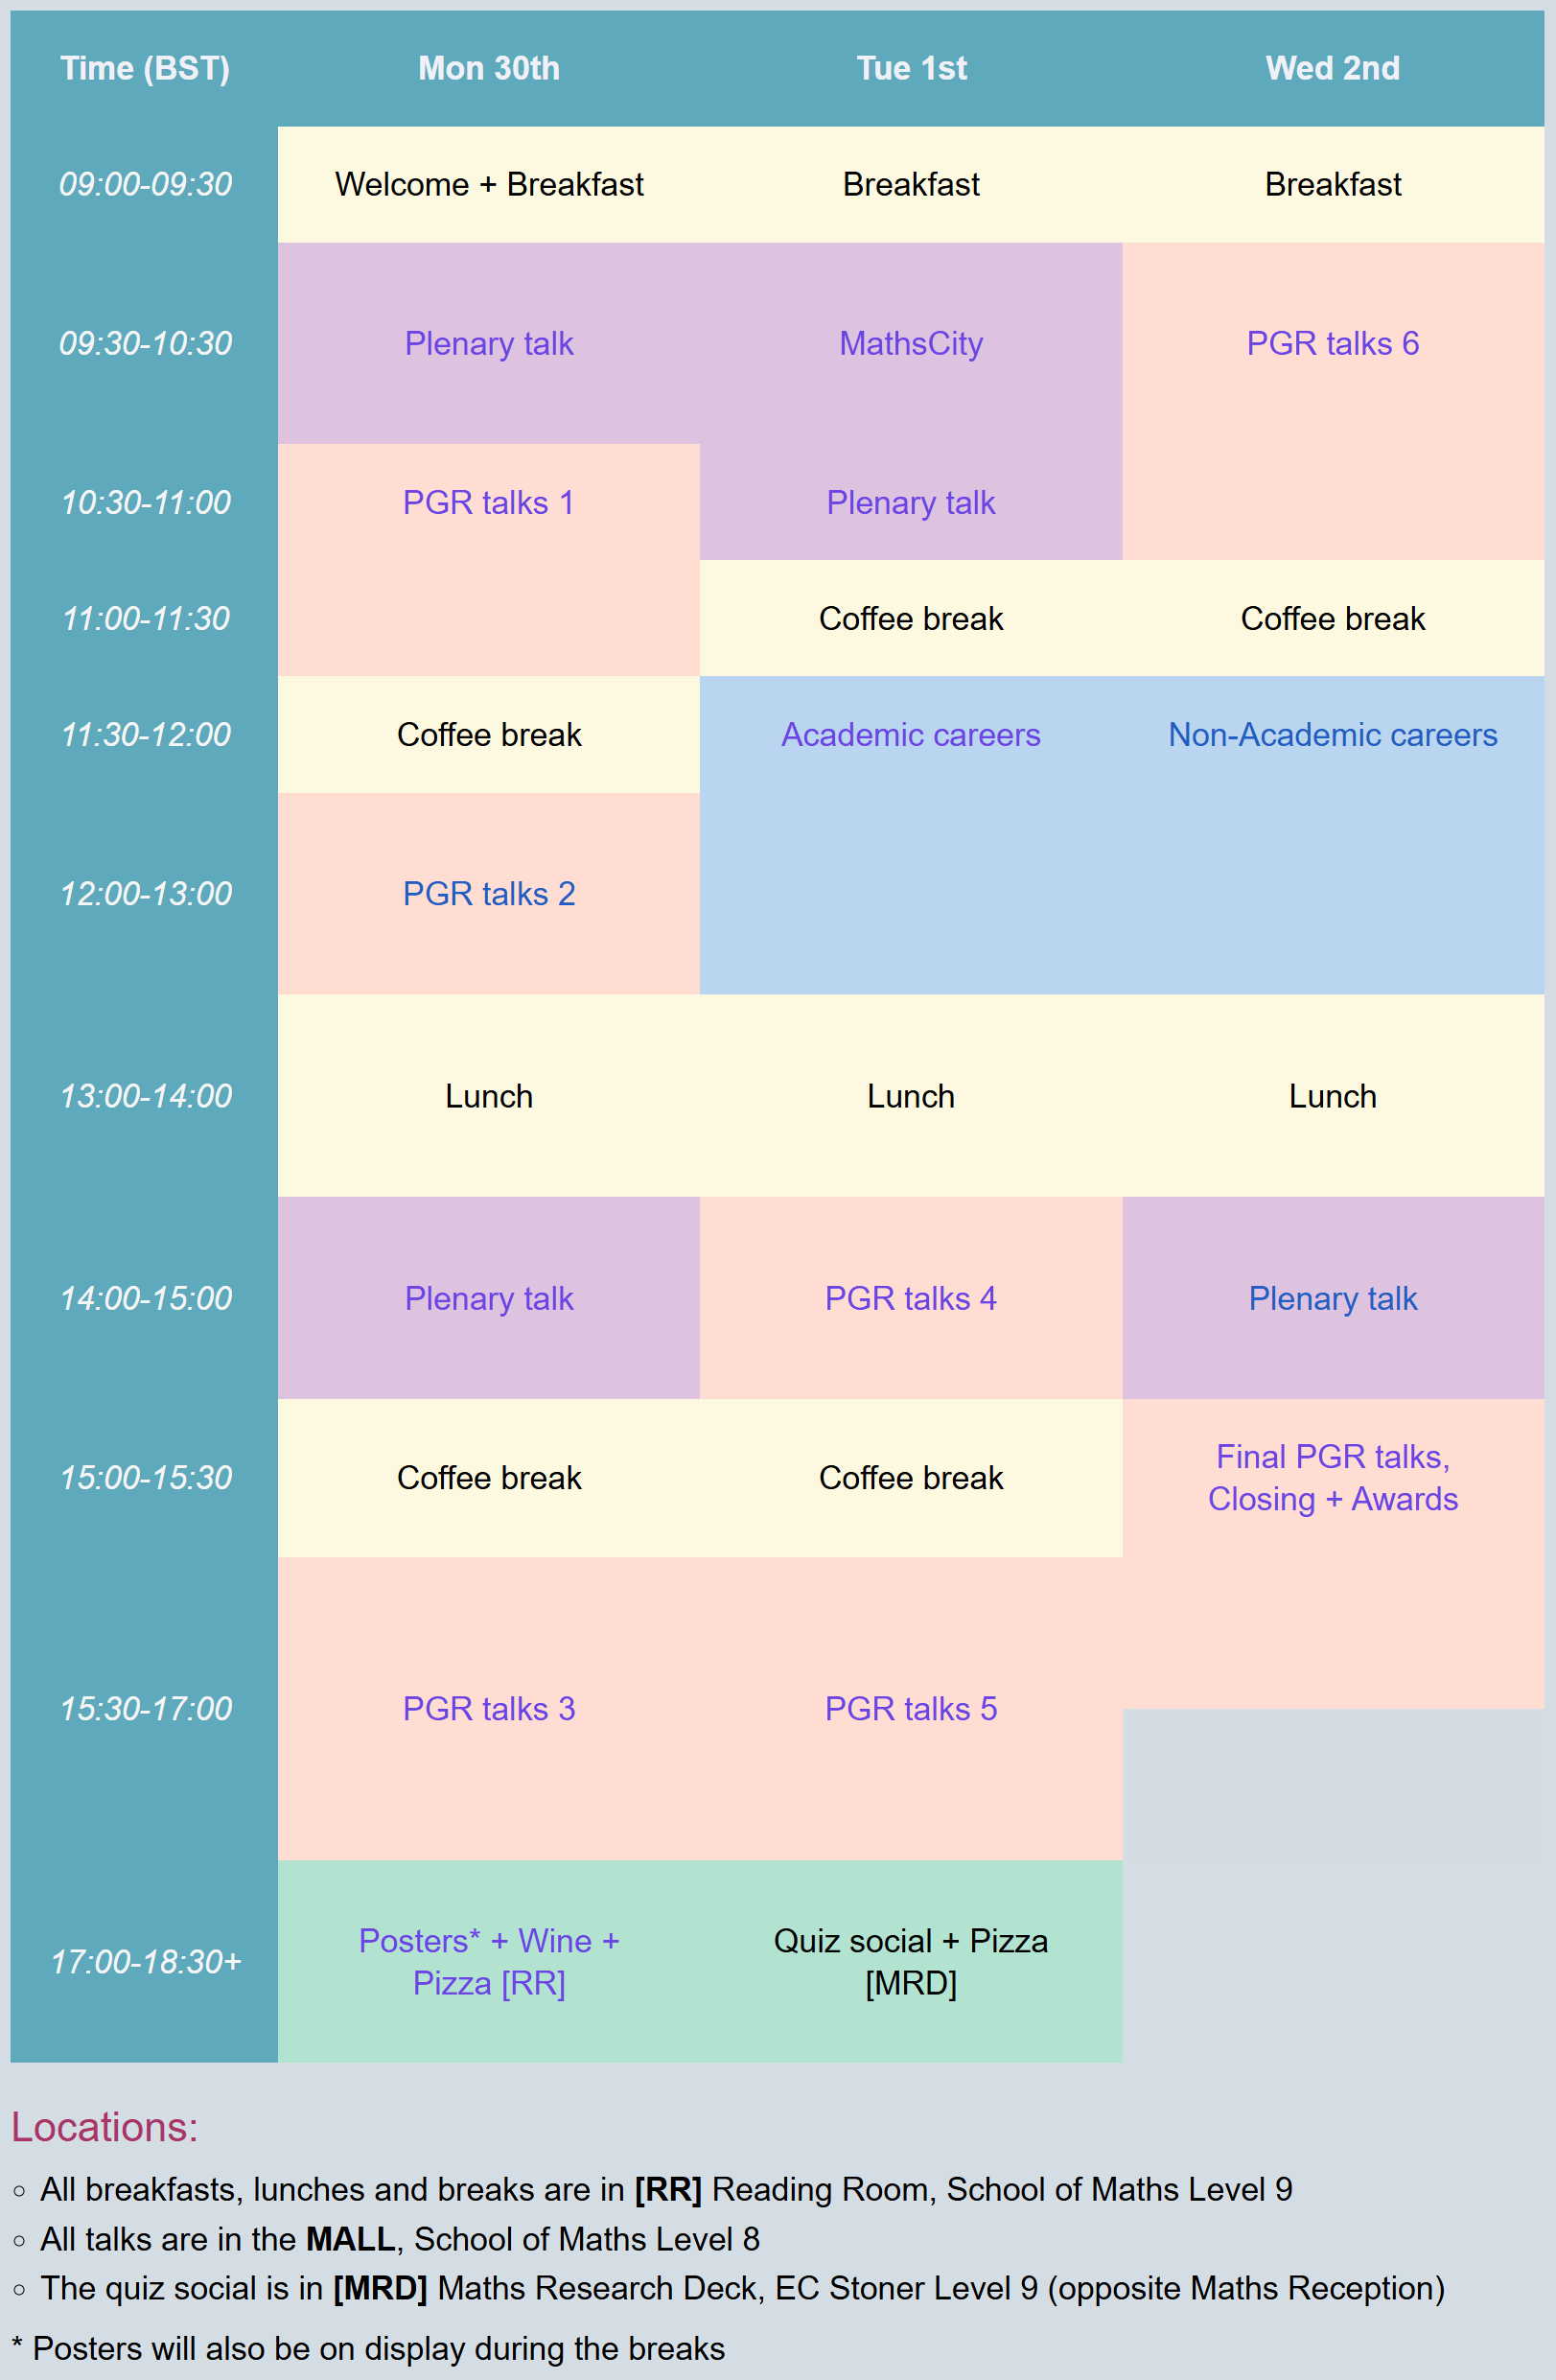 Time (BST) Mon 30th Tue 1st Wed 2nd
09:00-09:30 Welcome + Breakfast Breakfast Breakfast
09:30-10:30 Plenary talk MathsCity PGR talks 6
10:30-11:00 PGR talks 1 Plenary talk
11:00-11:30 Coffee break Coffee break
11:30-12:00 Coffee break Academic careers Non-Academic careers
12:00-13:00 PGR talks 2
13:00-14:00 Lunch Lunch Lunch
14:00-15:00 Plenary talk PGR talks 4 Plenary talk
15:00-15:30 Coffee break Coffee break Final PGR talks,
Closing + Awards
15:30-17:00 PGR talks 3 PGR talks 5
17:00-18:30+ Posters* + Wine +
Pizza [RR]
Quiz social + Pizza
[MRD]
Locations:
◦ All breakfasts, lunches and breaks are in [RR] Reading Room, School of Maths Level 9
◦ All talks are in the MALL, School of Maths Level 8
◦ The quiz social is in [MRD] Maths Research Deck, EC Stoner Level 9 (opposite Maths Reception)
* Posters will also be on display during the breaks